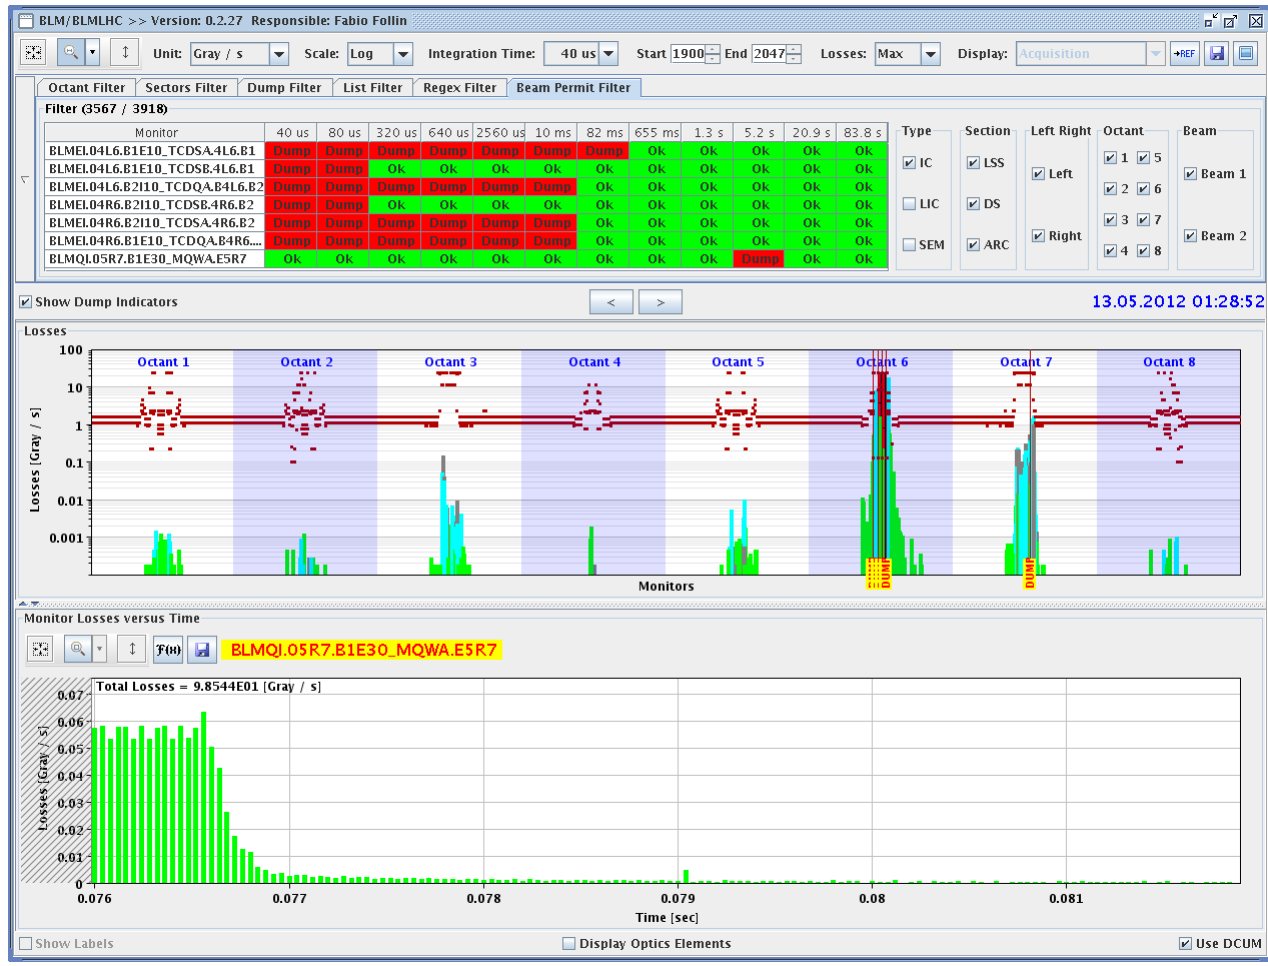 BLM/BLMLHC >> Version: 0.2.27 Responsible: Fabio Follin
Unit: Gray / s Scale: Log Integration Time: 40 us Start 1900 End 2047 Losses: Max Display: Acquisition →REF
Octant Filter Sectors Filter Dump Filter List Filter Regex Filter Beam Permit Filter
Filter (3567 / 3918)
Monitor 40 us 80 us 320 us 640 us 2560 us 10 ms 82 ms 655 ms 1.3 s 5.2 s 20.9 s 83.8 s
BLMEI.04L6.B1E10_TCDSA.4L6.B1 Dump Dump Dump Dump Dump Dump Dump Ok Ok Ok Ok Ok
BLMEI.04L6.B1E10_TCDSB.4L6.B1 Dump Dump Ok Ok Ok Ok Ok Ok Ok Ok Ok Ok
BLMEI.04L6.B2I10_TCDQA.B4L6.B2 Dump Dump Dump Dump Dump Dump Ok Ok Ok Ok Ok Ok
BLMEI.04R6.B2I10_TCDSB.4R6.B2 Dump Dump Ok Ok Ok Ok Ok Ok Ok Ok Ok Ok
BLMEI.04R6.B2I10_TCDSA.4R6.B2 Dump Dump Dump Dump Dump Dump Ok Ok Ok Ok Ok Ok
BLMEI.04R6.B1E10_TCDQA.B4R6.... Dump Dump Dump Dump Dump Dump Ok Ok Ok Ok Ok Ok
BLMQI.05R7.B1E30_MQWA.E5R7 Ok Ok Ok Ok Ok Ok Ok Ok Ok Dump Ok Ok
Type Section Left Right Octant Beam
IC LSS Left 1 5 Beam 1
LIC DS 2 6
SEM ARC Right 3 7 Beam 2
4 8
Show Dump Indicators < > 13.05.2012 01:28:52
Losses
Octant 1 Octant 2 Octant 3 Octant 4 Octant 5 Octant 6 Octant 7 Octant 8
100
10
1
0.1
0.01
0.001
Losses [Gray / s]
DUMP DUMP
Monitors
Monitor Losses versus Time
F(x) BLMQI.05R7.B1E30_MQWA.E5R7
Total Losses = 9.8544E01 [Gray / s]
0.07
0.06
0.05
0.04
0.03
0.02
0.01
0
Losses [Gray / s]
0.076 0.077 0.078 0.079 0.08 0.081
Time [sec]
Show Labels Display Optics Elements Use DCUM